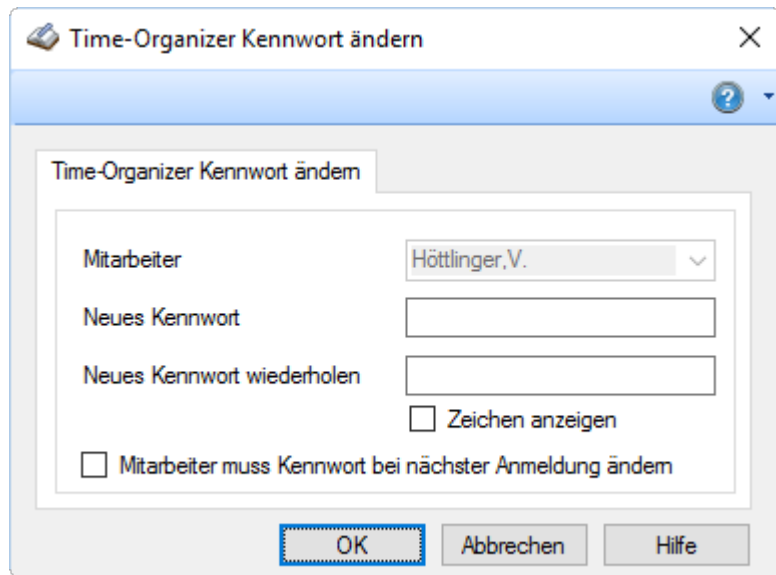 Time-Organizer Kennwort ändern
Time-Organizer Kennwort ändern
Mitarbeiter
Höttlinger,V.
Neues Kennwort
Neues Kennwort wiederholen
Zeichen anzeigen
Mitarbeiter muss Kennwort bei nächster Anmeldung ändern
OK
Abbrechen
Hilfe